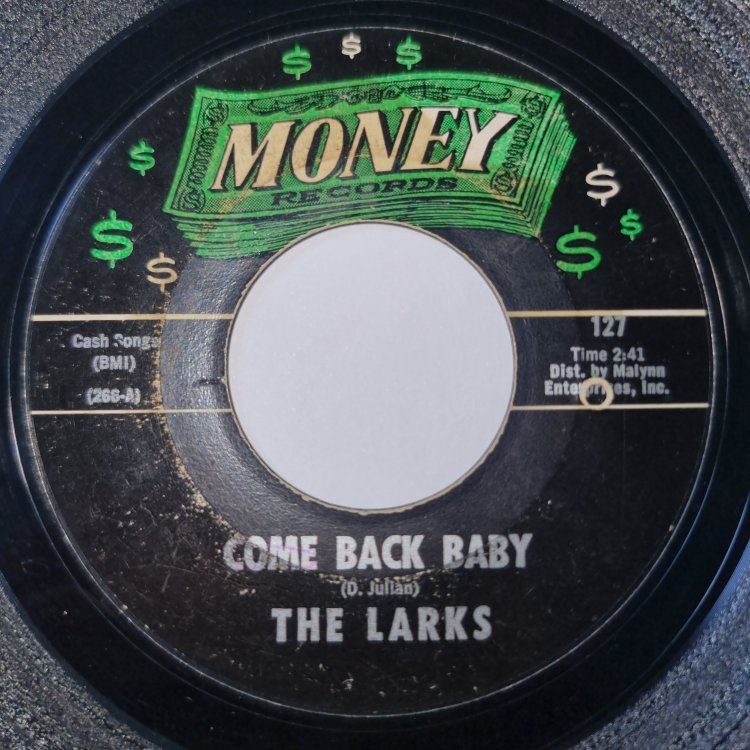 $ $ $
MONEY
RECORDS
$ $ $ $ $ $
Cash Songs
(BMI)
(266-A)
127
Time 2:41
Dist. by Malynn
Enterprises, Inc.
COME BACK BABY
(D. Julian)
THE LARKS